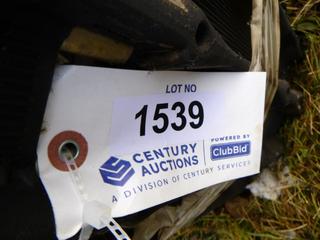 LOT NO
1539
CENTURY
AUCTIONS
POWERED BY
ClubBid
A DIVISION OF CENTURY SERVICES